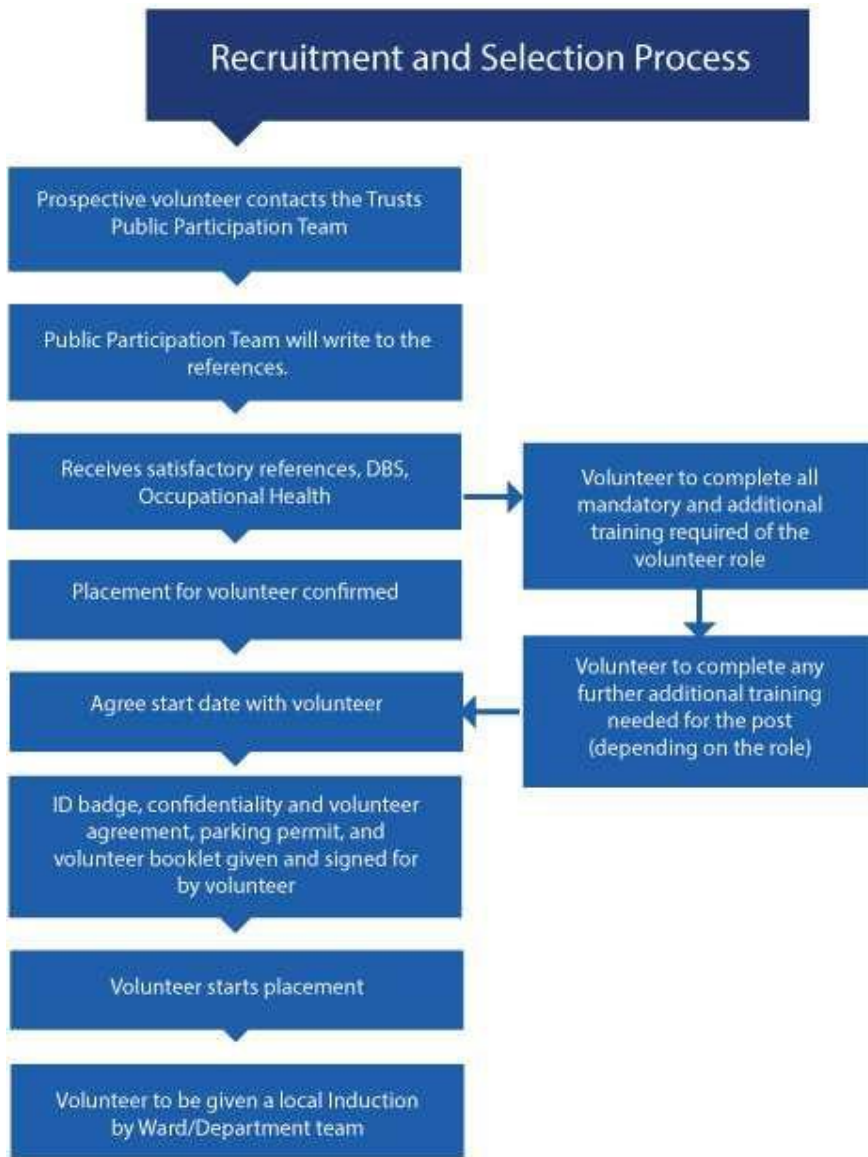 Recruitment and Selection Process
Prospective volunteer contacts the Trusts
Public Participation Team
Public Participation Team will write to the
references.
Receives satisfactory references, DBS,
Occupational Health
Volunteer to complete all
mandatory and additional
training required of the
volunteer role
Placement for volunteer confirmed
Volunteer to complete any
further additional training
needed for the post
(depending on the role)
Agree start date with volunteer
ID badge, confidentiality and volunteer
agreement, parking permit, and
volunteer booklet given and signed for
by volunteer
Volunteer starts placement
Volunteer to be given a local Induction
by Ward/Department team